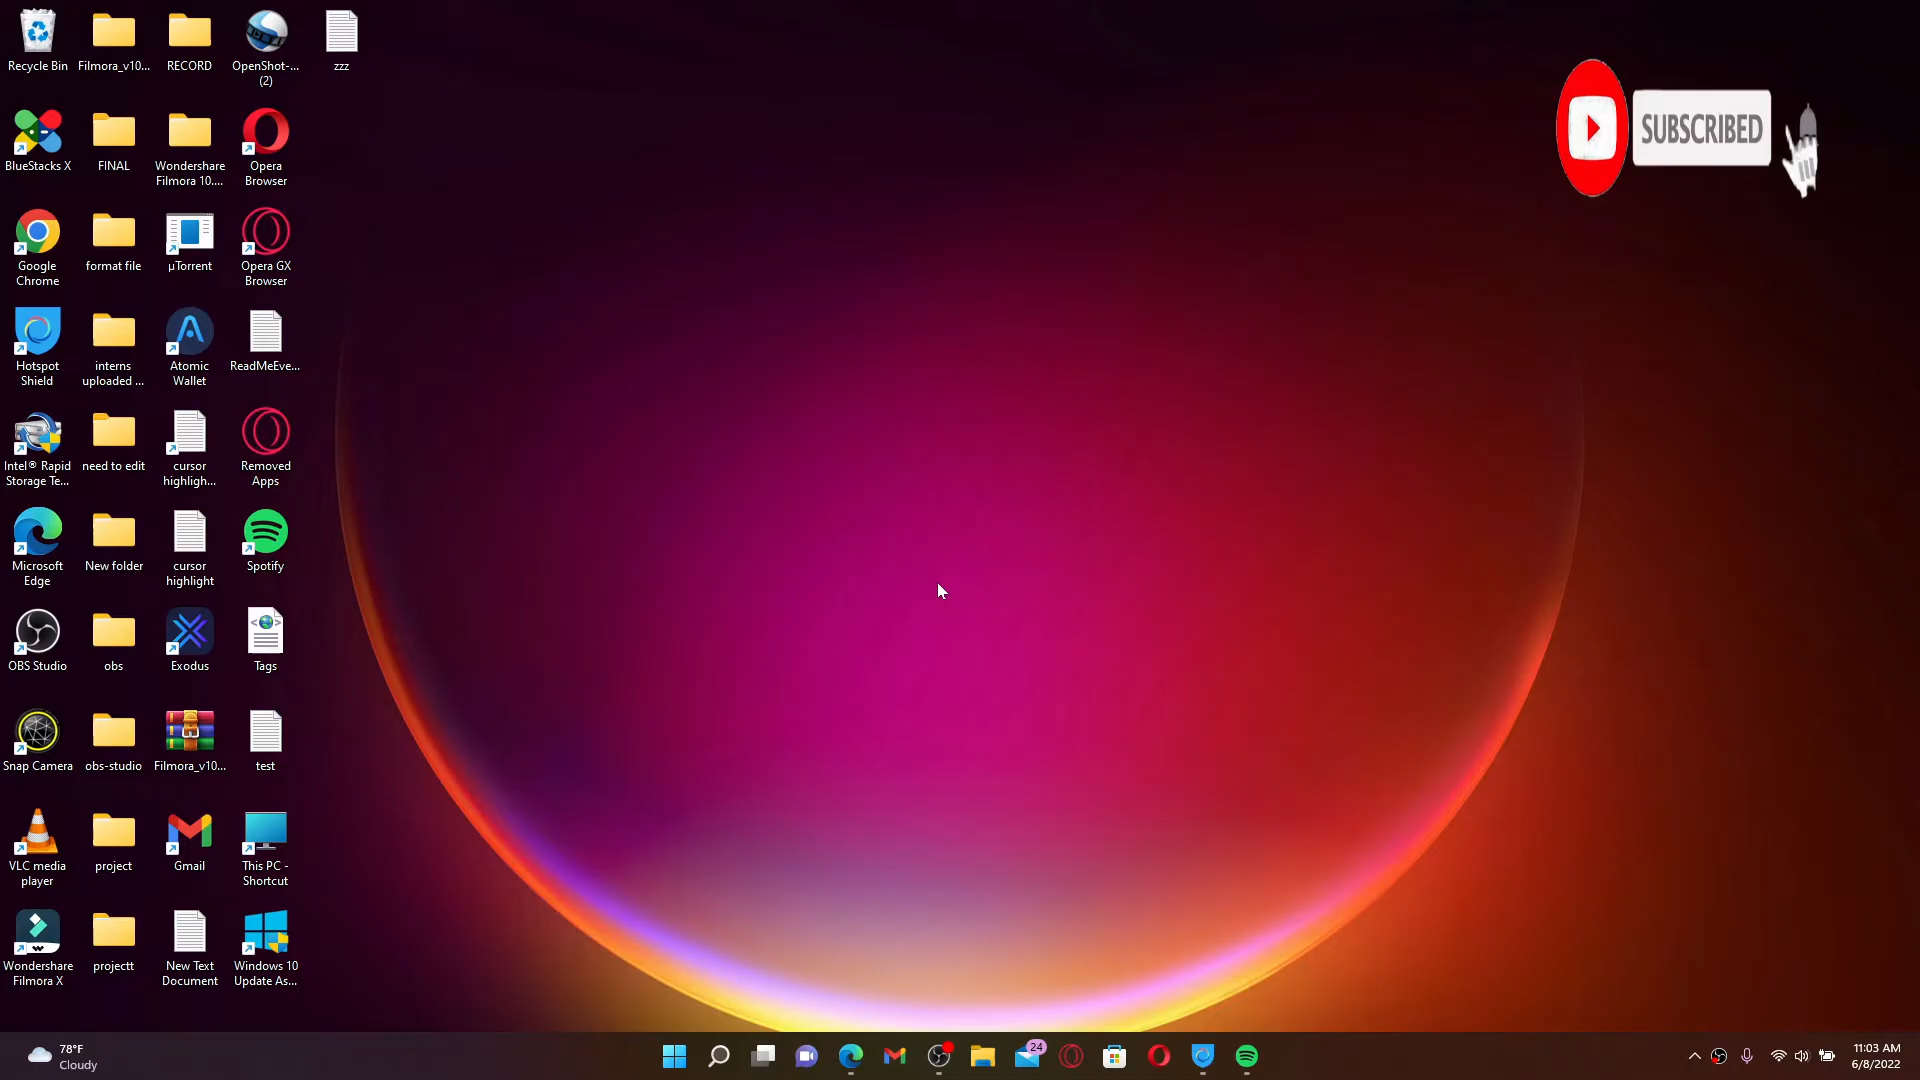 Recycle Bin
Filmora_v10...
RECORD
OpenShot-...
(2)
zzz
BlueStacks X
FINAL
Wondershare
Filmora 10....
Opera
Browser
Google
Chrome
format file
µTorrent
Opera GX
Browser
Hotspot
Shield
interns
uploaded ...
Atomic
Wallet
ReadMeEve...
Intel® Rapid
Storage Te...
need to edit
cursor
highligh...
Removed
Apps
Microsoft
Edge
New folder
cursor
highlight
Spotify
OBS Studio
obs
Exodus
Tags
Snap Camera
obs-studio
Filmora_v10...
test
VLC media
player
project
Gmail
This PC -
Shortcut
Wondershare
Filmora X
projectt
New Text
Document
Windows 10
Update As...
SUBSCRIBED
78°F
Cloudy
24
11:03 AM
6/8/2022